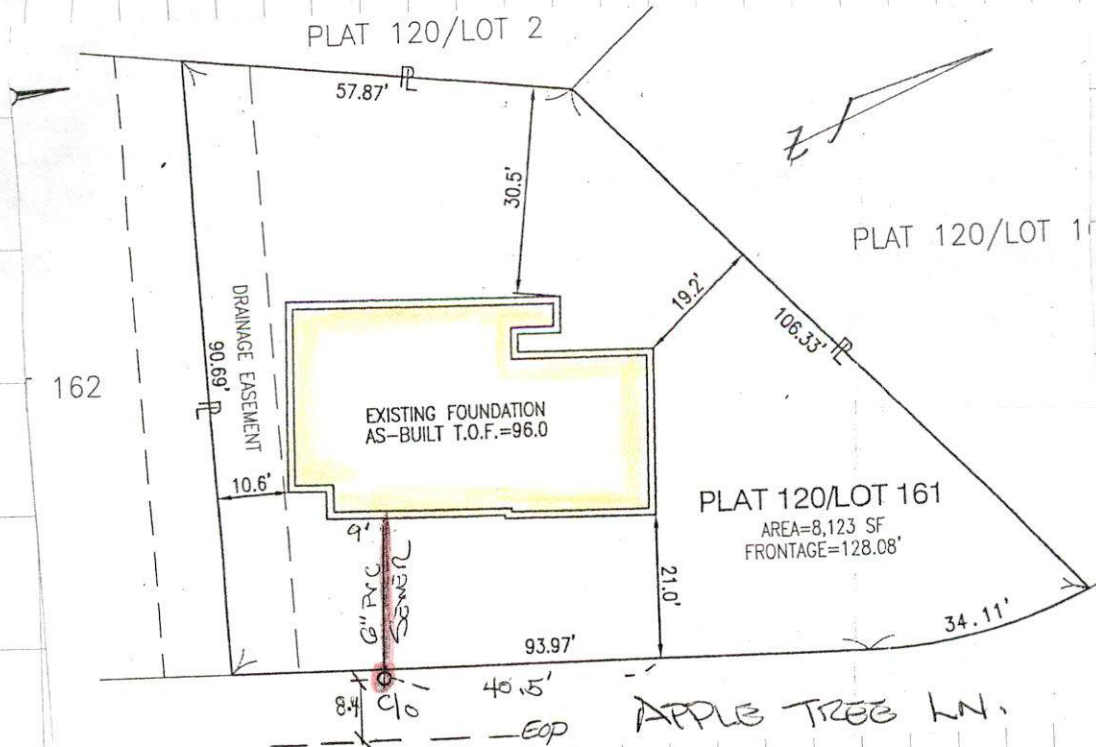 PLAT 120/LOT 2
57.87'
PL
30.5'
PLAT 120/LOT 1
19.2'
106.33'
PL
DRAINAGE EASEMENT
90.69'
PL
162
EXISTING FOUNDATION
AS-BUILT T.O.F.=96.0
10.6'
PLAT 120/LOT 161
AREA=8,123 SF
FRONTAGE=128.08'
9'
6" PVC
SEWER
21.0'
34.11'
93.97'
40.5'
C/O
8.4
APPLE TREE LN.
EOP